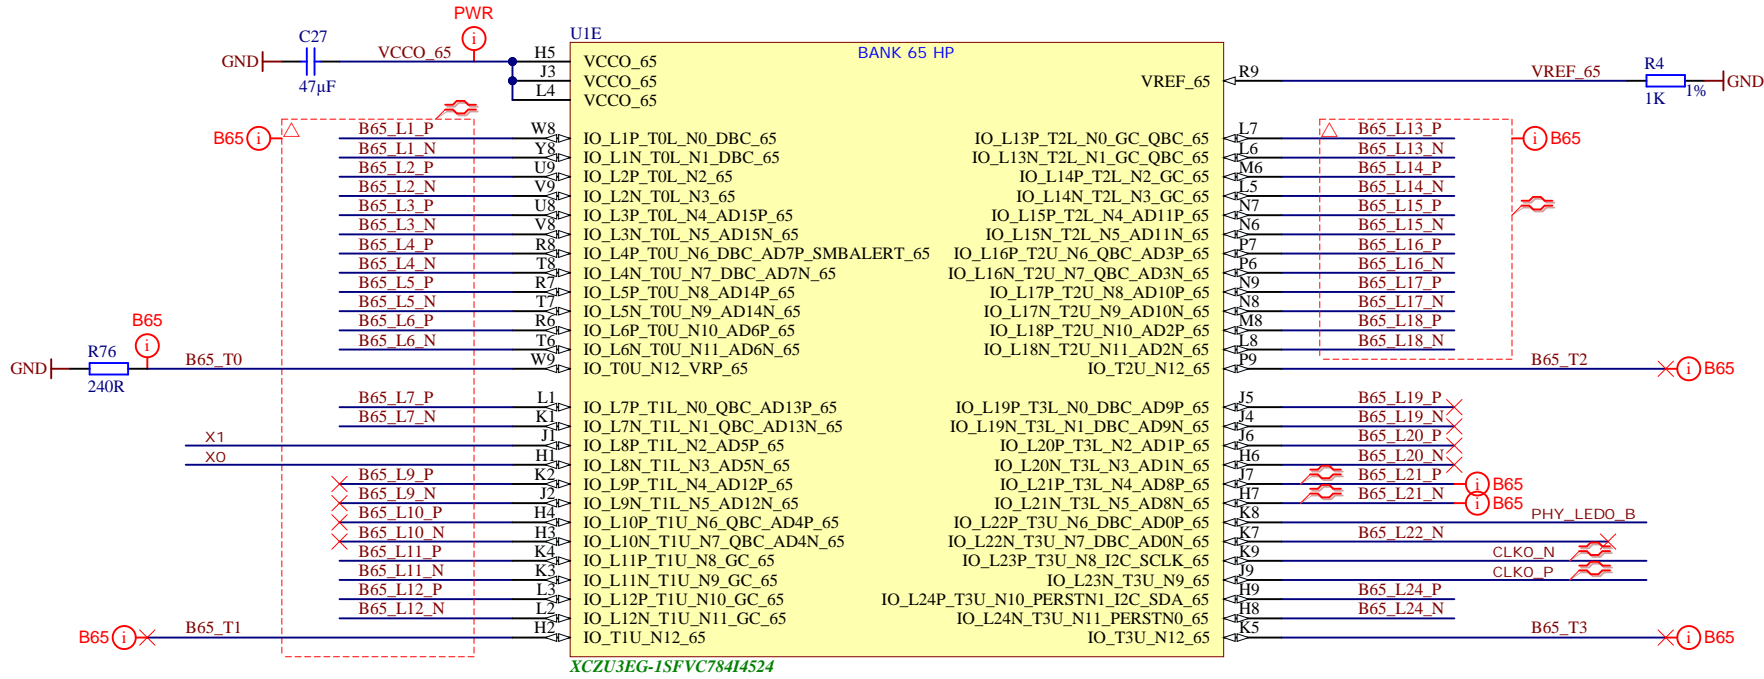 PWR
U1E
C27
GND
VCCO_65
47µF
BANK 65 HP
H5 VCCO_65
J3 VCCO_65
L4 VCCO_65
VREF_65 R9 VREF_65
R4
1K
1%
GND
B65
B65_L1_P W8 IO_L1P_T0L_N0_DBC_65
B65_L1_N Y8 IO_L1N_T0L_N1_DBC_65
B65_L2_P U9 IO_L2P_T0L_N2_65
B65_L2_N V9 IO_L2N_T0L_N3_65
B65_L3_P U8 IO_L3P_T0L_N4_AD15P_65
B65_L3_N V8 IO_L3N_T0L_N5_AD15N_65
B65_L4_P R8 IO_L4P_T0U_N6_DBC_AD7P_SMBALERT_65
B65_L4_N T8 IO_L4N_T0U_N7_DBC_AD7N_65
B65_L5_P R7 IO_L5P_T0U_N8_AD14P_65
B65_L5_N T7 IO_L5N_T0U_N9_AD14N_65
B65_L6_P R6 IO_L6P_T0U_N10_AD6P_65
B65_L6_N T6 IO_L6N_T0U_N11_AD6N_65
B65
GND
R76
240R
B65_T0 W9 IO_T0U_N12_VRP_65
B65_L7_P L1 IO_L7P_T1L_N0_QBC_AD13P_65
B65_L7_N K1 IO_L7N_T1L_N1_QBC_AD13N_65
X1 J1 IO_L8P_T1L_N2_AD5P_65
X0 H1 IO_L8N_T1L_N3_AD5N_65
B65_L9_P K2 IO_L9P_T1L_N4_AD12P_65
B65_L9_N J2 IO_L9N_T1L_N5_AD12N_65
B65_L10_P H4 IO_L10P_T1U_N6_QBC_AD4P_65
B65_L10_N H3 IO_L10N_T1U_N7_QBC_AD4N_65
B65_L11_P K4 IO_L11P_T1U_N8_GC_65
B65_L11_N K3 IO_L11N_T1U_N9_GC_65
B65_L12_P L3 IO_L12P_T1U_N10_GC_65
B65_L12_N L2 IO_L12N_T1U_N11_GC_65
B65 B65_T1 H2 IO_T1U_N12_65
IO_L13P_T2L_N0_GC_QBC_65 L7 B65_L13_P B65
IO_L13N_T2L_N1_GC_QBC_65 L6 B65_L13_N
IO_L14P_T2L_N2_GC_65 M6 B65_L14_P
IO_L14N_T2L_N3_GC_65 L5 B65_L14_N
IO_L15P_T2L_N4_AD11P_65 N7 B65_L15_P
IO_L15N_T2L_N5_AD11N_65 N6 B65_L15_N
IO_L16P_T2U_N6_QBC_AD3P_65 P7 B65_L16_P
IO_L16N_T2U_N7_QBC_AD3N_65 P6 B65_L16_N
IO_L17P_T2U_N8_AD10P_65 N9 B65_L17_P
IO_L17N_T2U_N9_AD10N_65 N8 B65_L17_N
IO_L18P_T2U_N10_AD2P_65 M8 B65_L18_P
IO_L18N_T2U_N11_AD2N_65 L8 B65_L18_N
IO_T2U_N12_65 P9 B65_T2 B65
IO_L19P_T3L_N0_DBC_AD9P_65 J5 B65_L19_P
IO_L19N_T3L_N1_DBC_AD9N_65 J4 B65_L19_N
IO_L20P_T3L_N2_AD1P_65 J6 B65_L20_P
IO_L20N_T3L_N3_AD1N_65 H6 B65_L20_N
IO_L21P_T3L_N4_AD8P_65 J7 B65_L21_P B65
IO_L21N_T3L_N5_AD8N_65 H7 B65_L21_N B65
IO_L22P_T3U_N6_DBC_AD0P_65 K8 PHY_LED0_B
IO_L22N_T3U_N7_DBC_AD0N_65 K7 B65_L22_N
IO_L23P_T3U_N8_I2C_SCLK_65 K9 CLK0_N
IO_L23N_T3U_N9_65 J9 CLK0_P
IO_L24P_T3U_N10_PERSTN1_I2C_SDA_65 H9 B65_L24_P
IO_L24N_T3U_N11_PERSTN0_65 H8 B65_L24_N
IO_T3U_N12_65 K5 B65_T3 B65
XCZU3EG-1SFVC784I4524